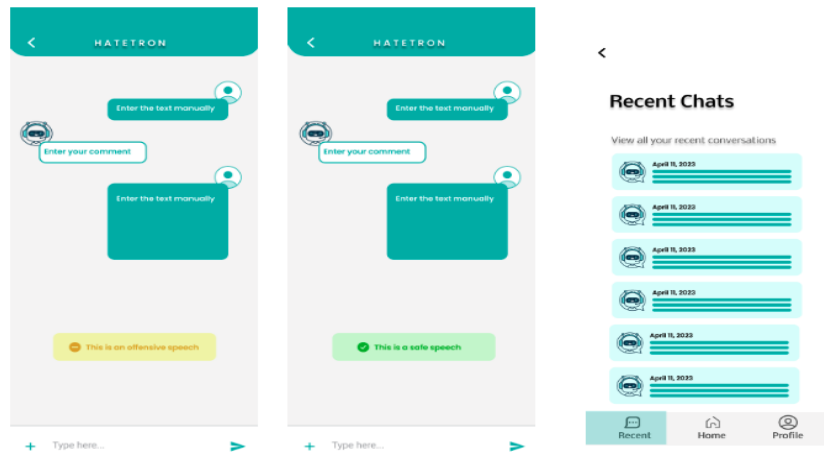 HATETRON
Enter the text manually
Enter your comment
Enter the text manually
This is an offensive speech
Type here...
HATETRON
Enter the text manually
Enter your comment
Enter the text manually
This is a safe speech
Type here...
Recent Chats
View all your recent conversations
April 11, 2023
April 11, 2023
April 11, 2023
April 11, 2023
April 11, 2023
April 11, 2023
Recent Home Profile